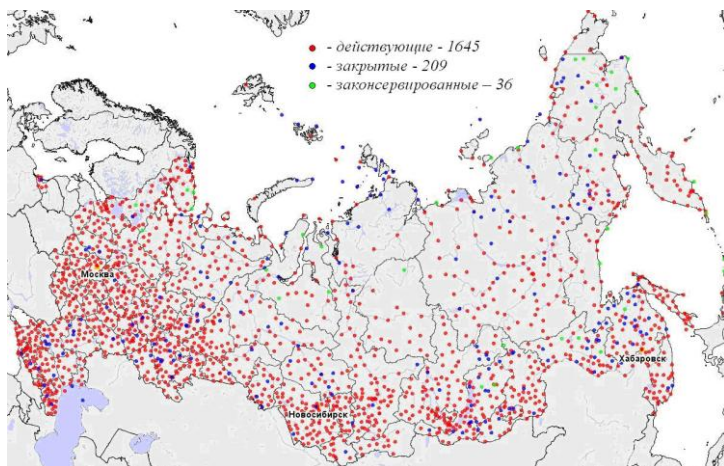 - действующие - 1645
- закрытые - 209
- законсервированные – 36
Москва
Хабаровск
Новосибирск